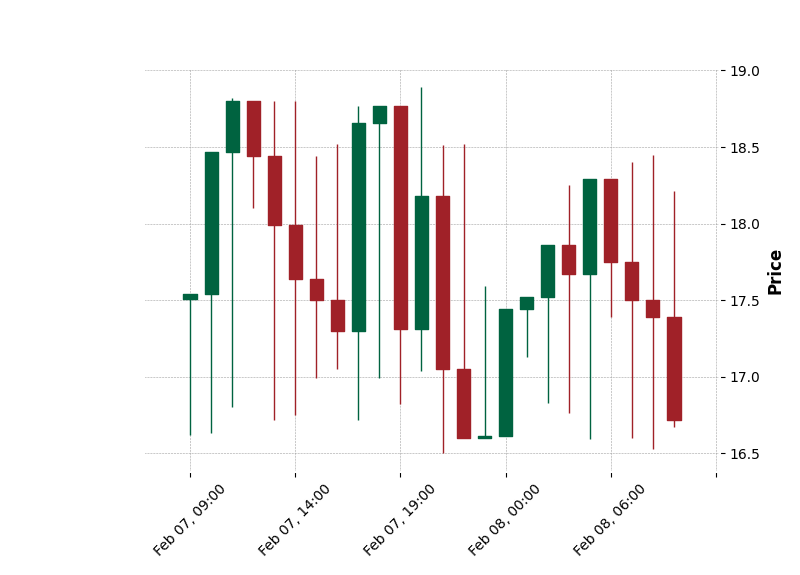 19.0
18.5
18.0
17.5
17.0
16.5
Price
Feb 07, 09:00
Feb 07, 14:00
Feb 07, 19:00
Feb 08, 00:00
Feb 08, 06:00